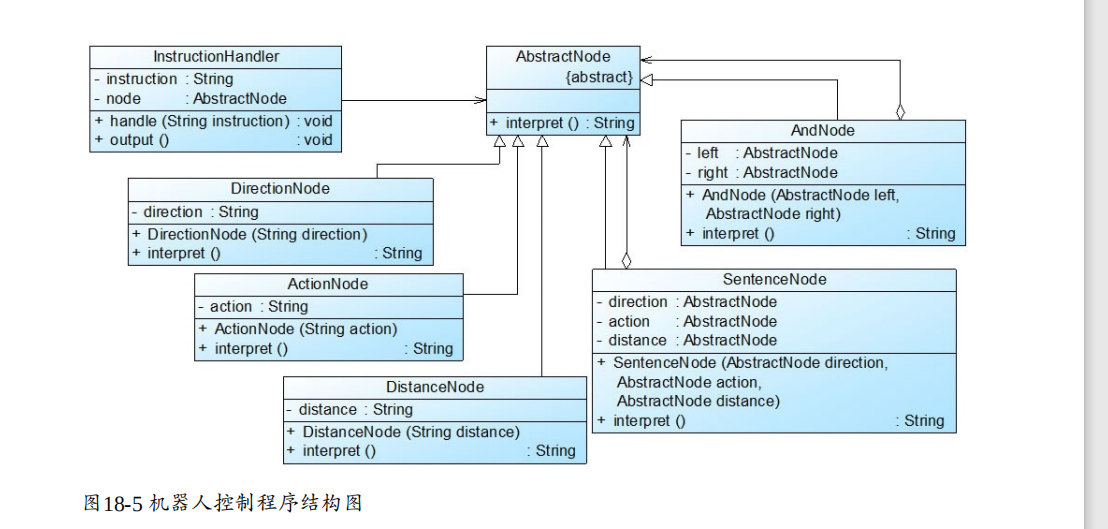 InstructionHandler
- instruction : String
- node : AbstractNode
+ handle (String instruction) : void
+ output () : void
AbstractNode
{abstract}
+ interpret () : String
AndNode
- left : AbstractNode
- right : AbstractNode
+ AndNode (AbstractNode left,
AbstractNode right)
+ interpret () : String
DirectionNode
- direction : String
+ DirectionNode (String direction)
+ interpret () : String
ActionNode
- action : String
+ ActionNode (String action)
+ interpret () : String
SentenceNode
- direction : AbstractNode
- action : AbstractNode
- distance : AbstractNode
+ SentenceNode (AbstractNode direction,
AbstractNode action,
AbstractNode distance)
+ interpret () : String
DistanceNode
- distance : String
+ DistanceNode (String distance)
+ interpret () : String
图18-5 机器人控制程序结构图